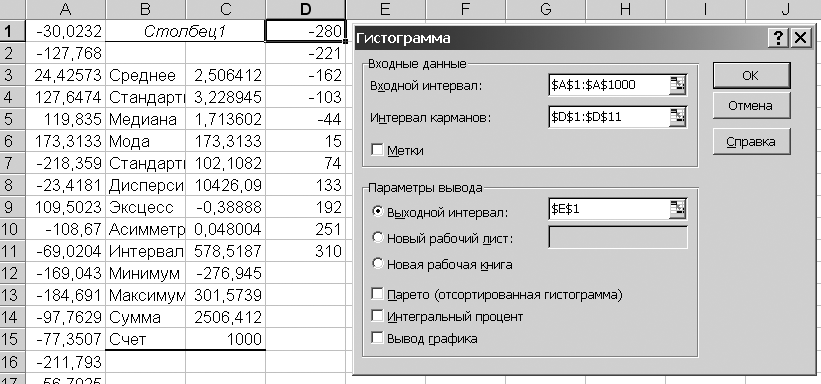 A B C D E F G H I J
1 -30,0232 Столбец1 -280
2 -127,768 -221
3 24,42573 Среднее 2,506412 -162
4 127,6474 Стандартн 3,228945 -103
5 119,835 Медиана 1,713602 -44
6 173,3133 Мода 173,3133 15
7 -218,359 Стандартн 102,1082 74
8 -23,4181 Дисперси 10426,09 133
9 109,5023 Эксцесс -0,38888 192
10 -108,67 Асимметр 0,048004 251
11 -69,0204 Интервал 578,5187 310
12 -169,043 Минимум -276,945
13 -184,691 Максимум 301,5739
14 -97,7629 Сумма 2506,412
15 -77,3507 Счет 1000
16 -211,793
17 -56,7925
Гистограмма
Входные данные
Входной интервал: $A$1:$A$1000
Интервал карманов: $D$1:$D$11
Метки
OK
Отмена
Справка
Параметры вывода
Выходной интервал: $E$1
Новый рабочий лист:
Новая рабочая книга
Парето (отсортированная гистограмма)
Интегральный процент
Вывод графика